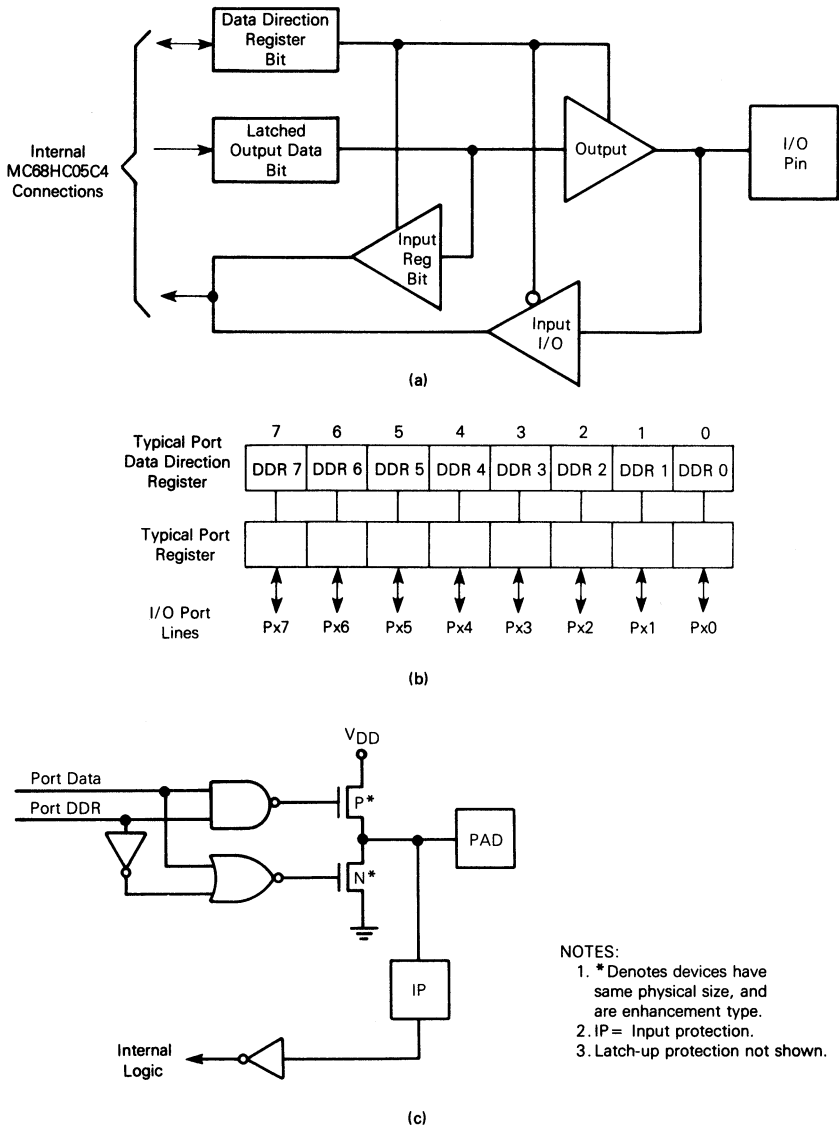 Data Direction
Register
Bit
Latched
Output Data
Bit
Output
I/O
Pin
Internal
MC68HC05C4
Connections
Input
Reg
Bit
Input
I/O
(a)
7 6 5 4 3 2 1 0
Typical Port
Data Direction
Register
DDR 7 DDR 6 DDR 5 DDR 4 DDR 3 DDR 2 DDR 1 DDR 0
Typical Port
Register
I/O Port
Lines
Px7 Px6 Px5 Px4 Px3 Px2 Px1 Px0
(b)
VDD
Port Data
P*
Port DDR
PAD
N*
IP
Internal
Logic
NOTES:
1. * Denotes devices have
same physical size, and
are enhancement type.
2. IP = Input protection.
3. Latch-up protection not shown.
(c)